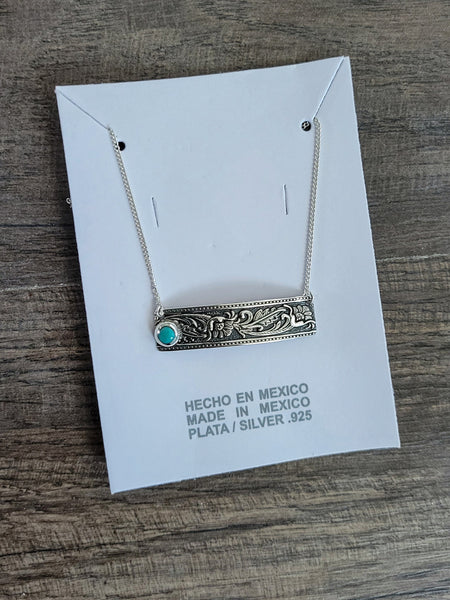 HECHO EN MEXICO
MADE IN MEXICO
PLATA / SILVER .925